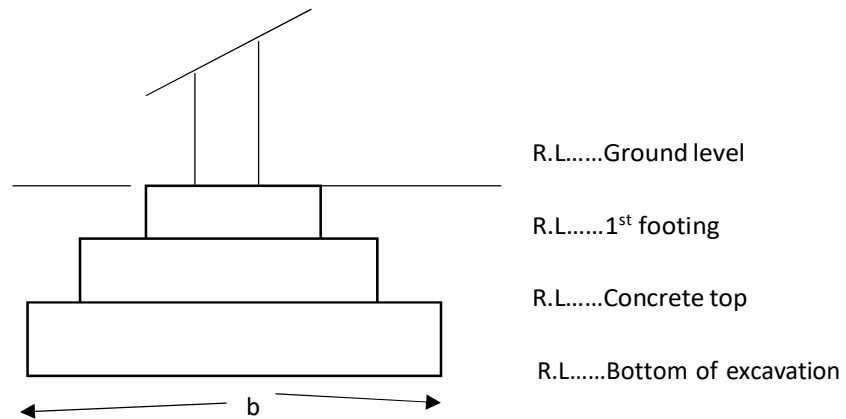 R.L......Ground level
R.L......1st footing
R.L......Concrete top
R.L......Bottom of excavation
b